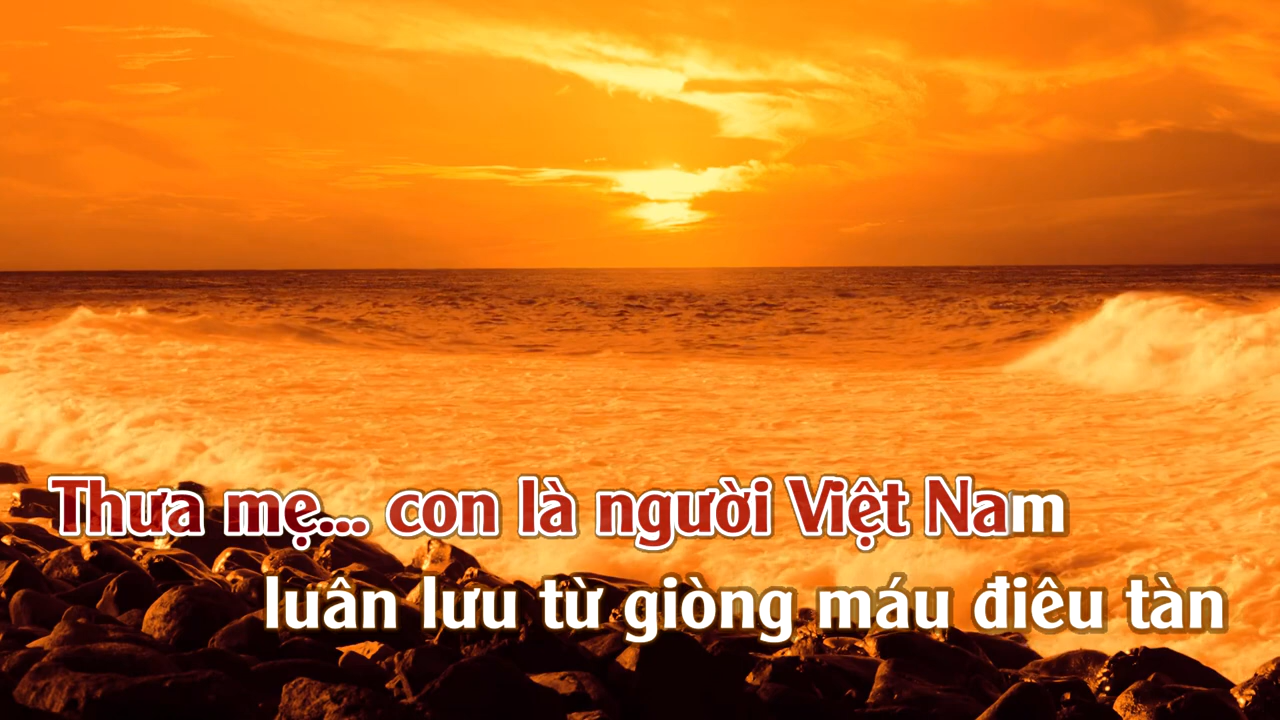 Thưa mẹ... con là người Việt Nam
luân lưu từ giòng máu điêu tàn